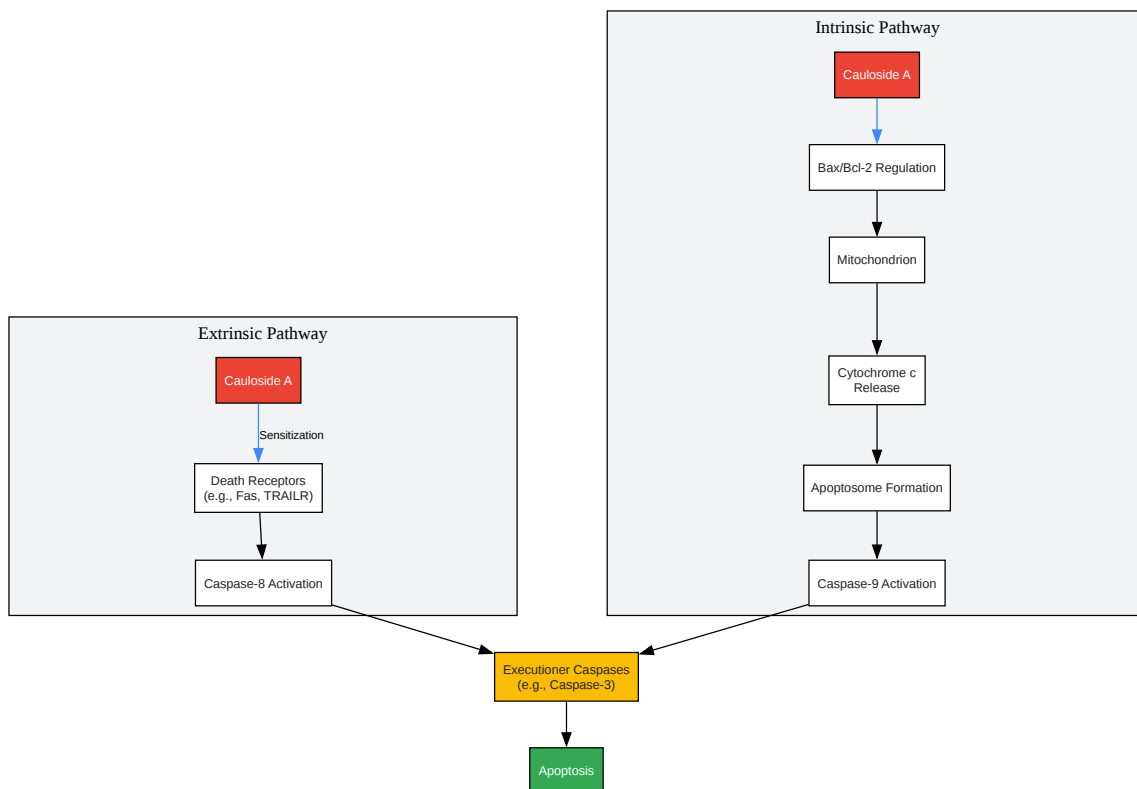 Intrinsic Pathway
Cauloside A
Bax/Bcl-2 Regulation
Mitochondrion
Cytochrome c
Release
Apoptosome Formation
Caspase-9 Activation
Extrinsic Pathway
Cauloside A
Sensitization
Death Receptors
(e.g., Fas, TRAILR)
Caspase-8 Activation
Executioner Caspases
(e.g., Caspase-3)
Apoptosis